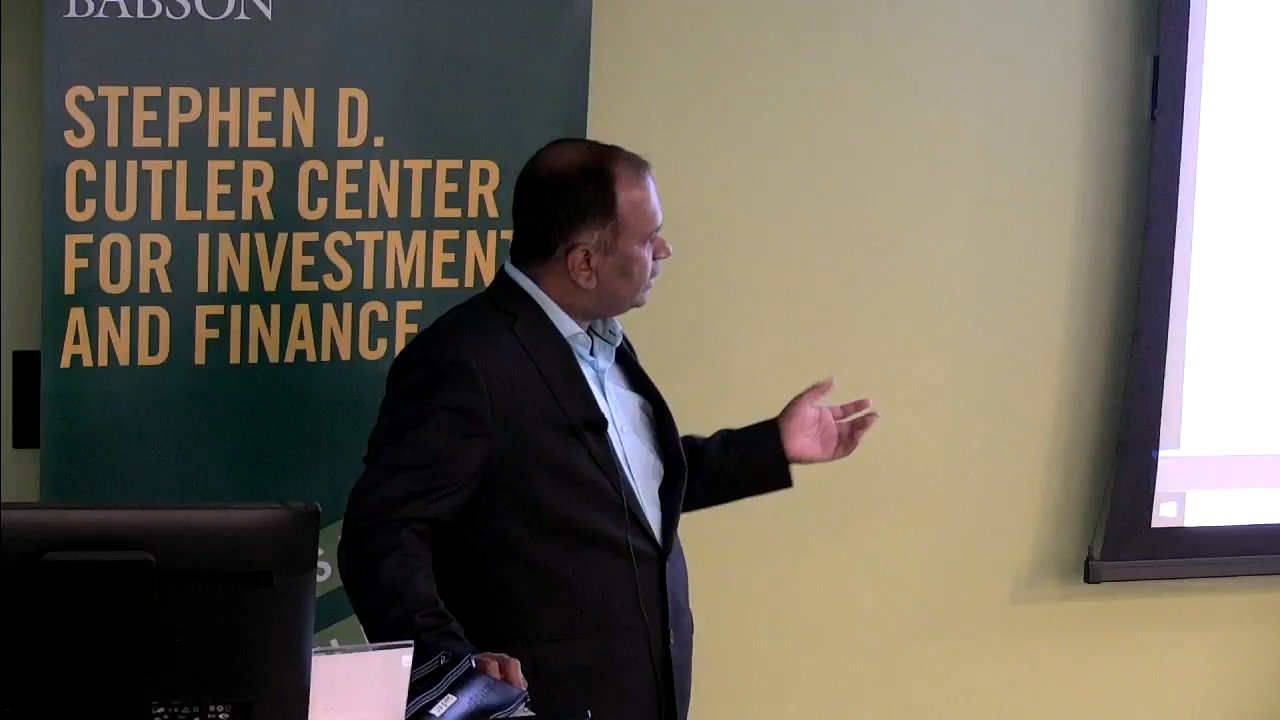 BABSON
STEPHEN D.
CUTLER CENTER
FOR INVESTMENT
AND FINANCE